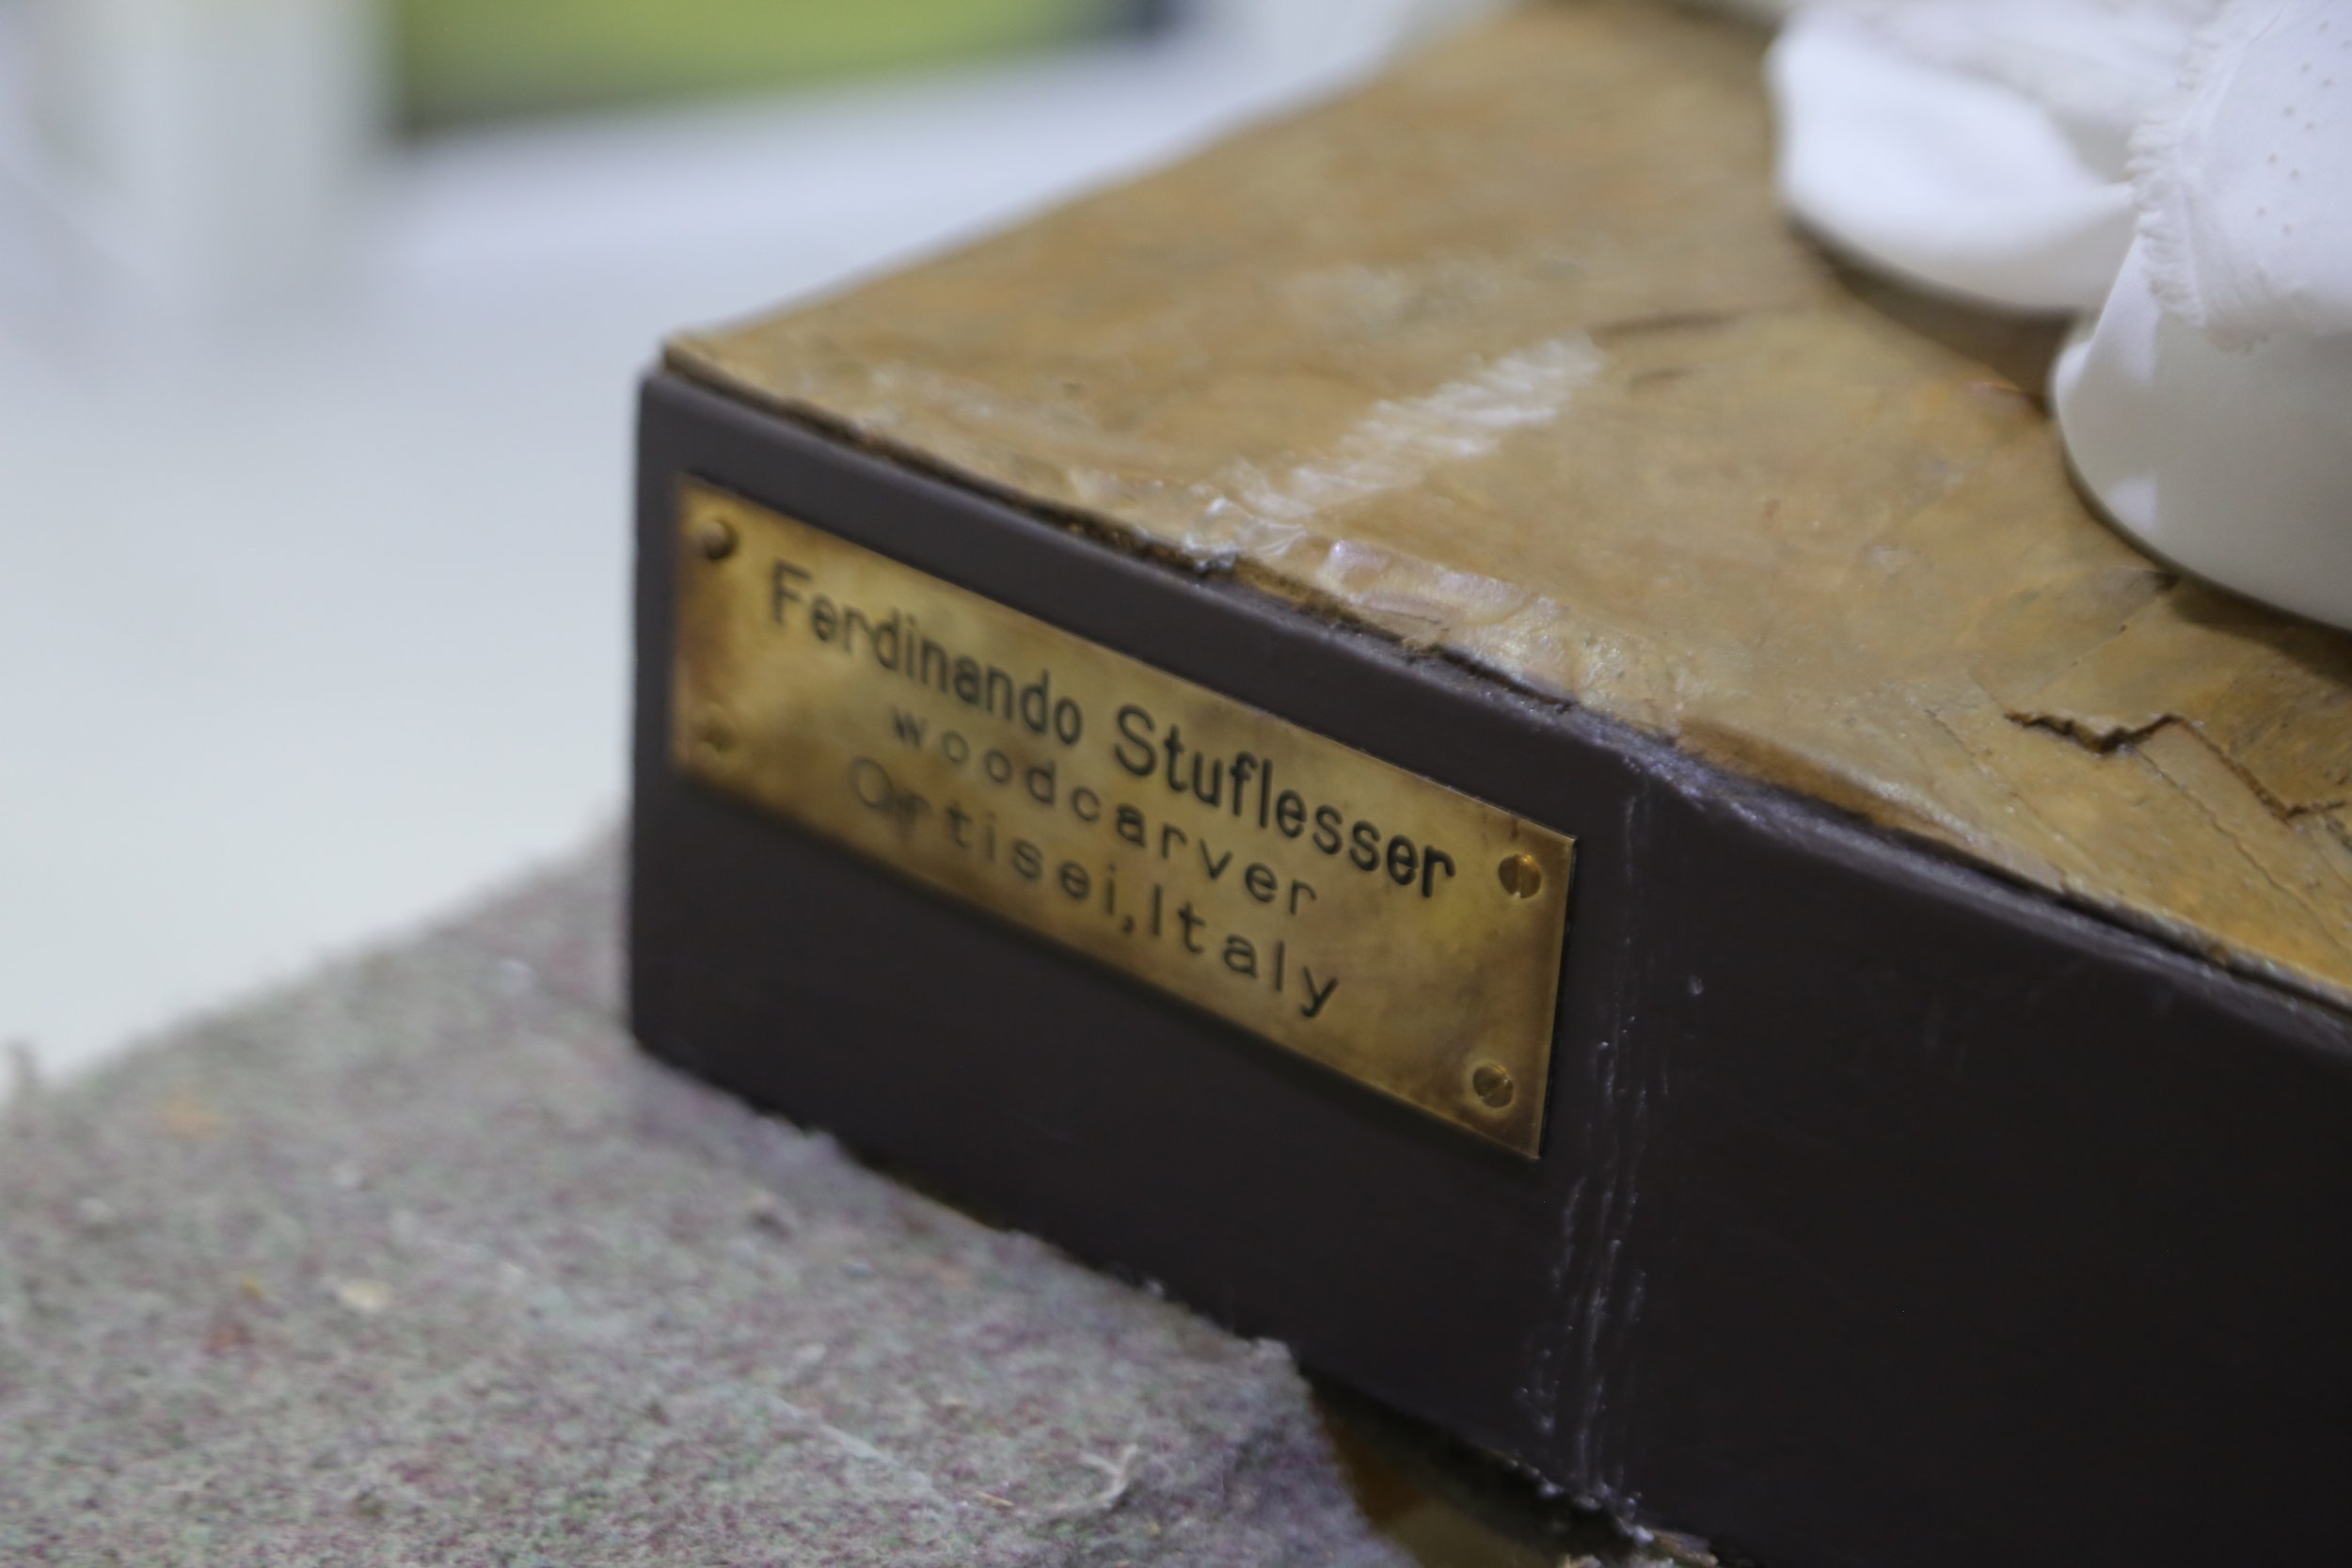 Ferdinando Stuflesser
woodcarver
Ortisei, Italy